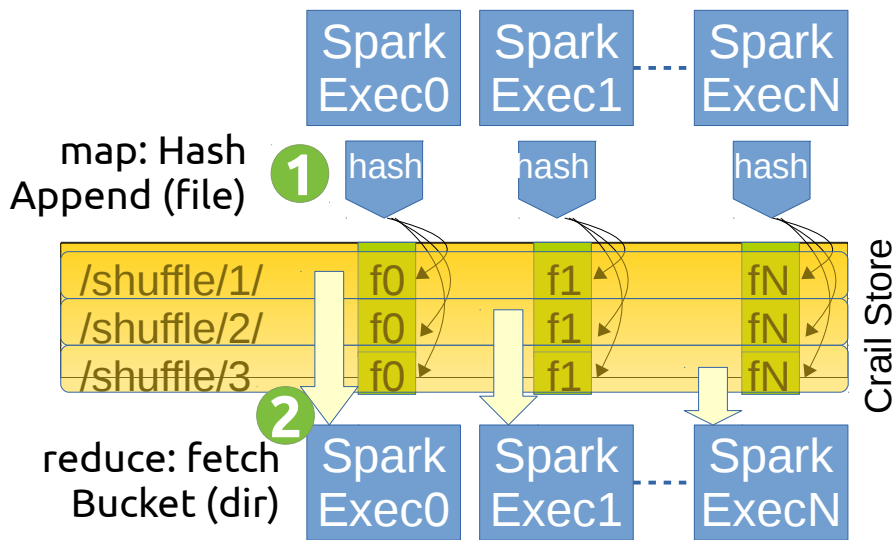 Spark Exec0
Spark Exec1
Spark ExecN
map: Hash
Append (file)
1
hash
hash
hash
/shuffle/1/ f0 f1 fN
/shuffle/2/ f0 f1 fN
/shuffle/3 f0 f1 fN
Crail Store
2
reduce: fetch
Bucket (dir)
Spark Exec0
Spark Exec1
Spark ExecN